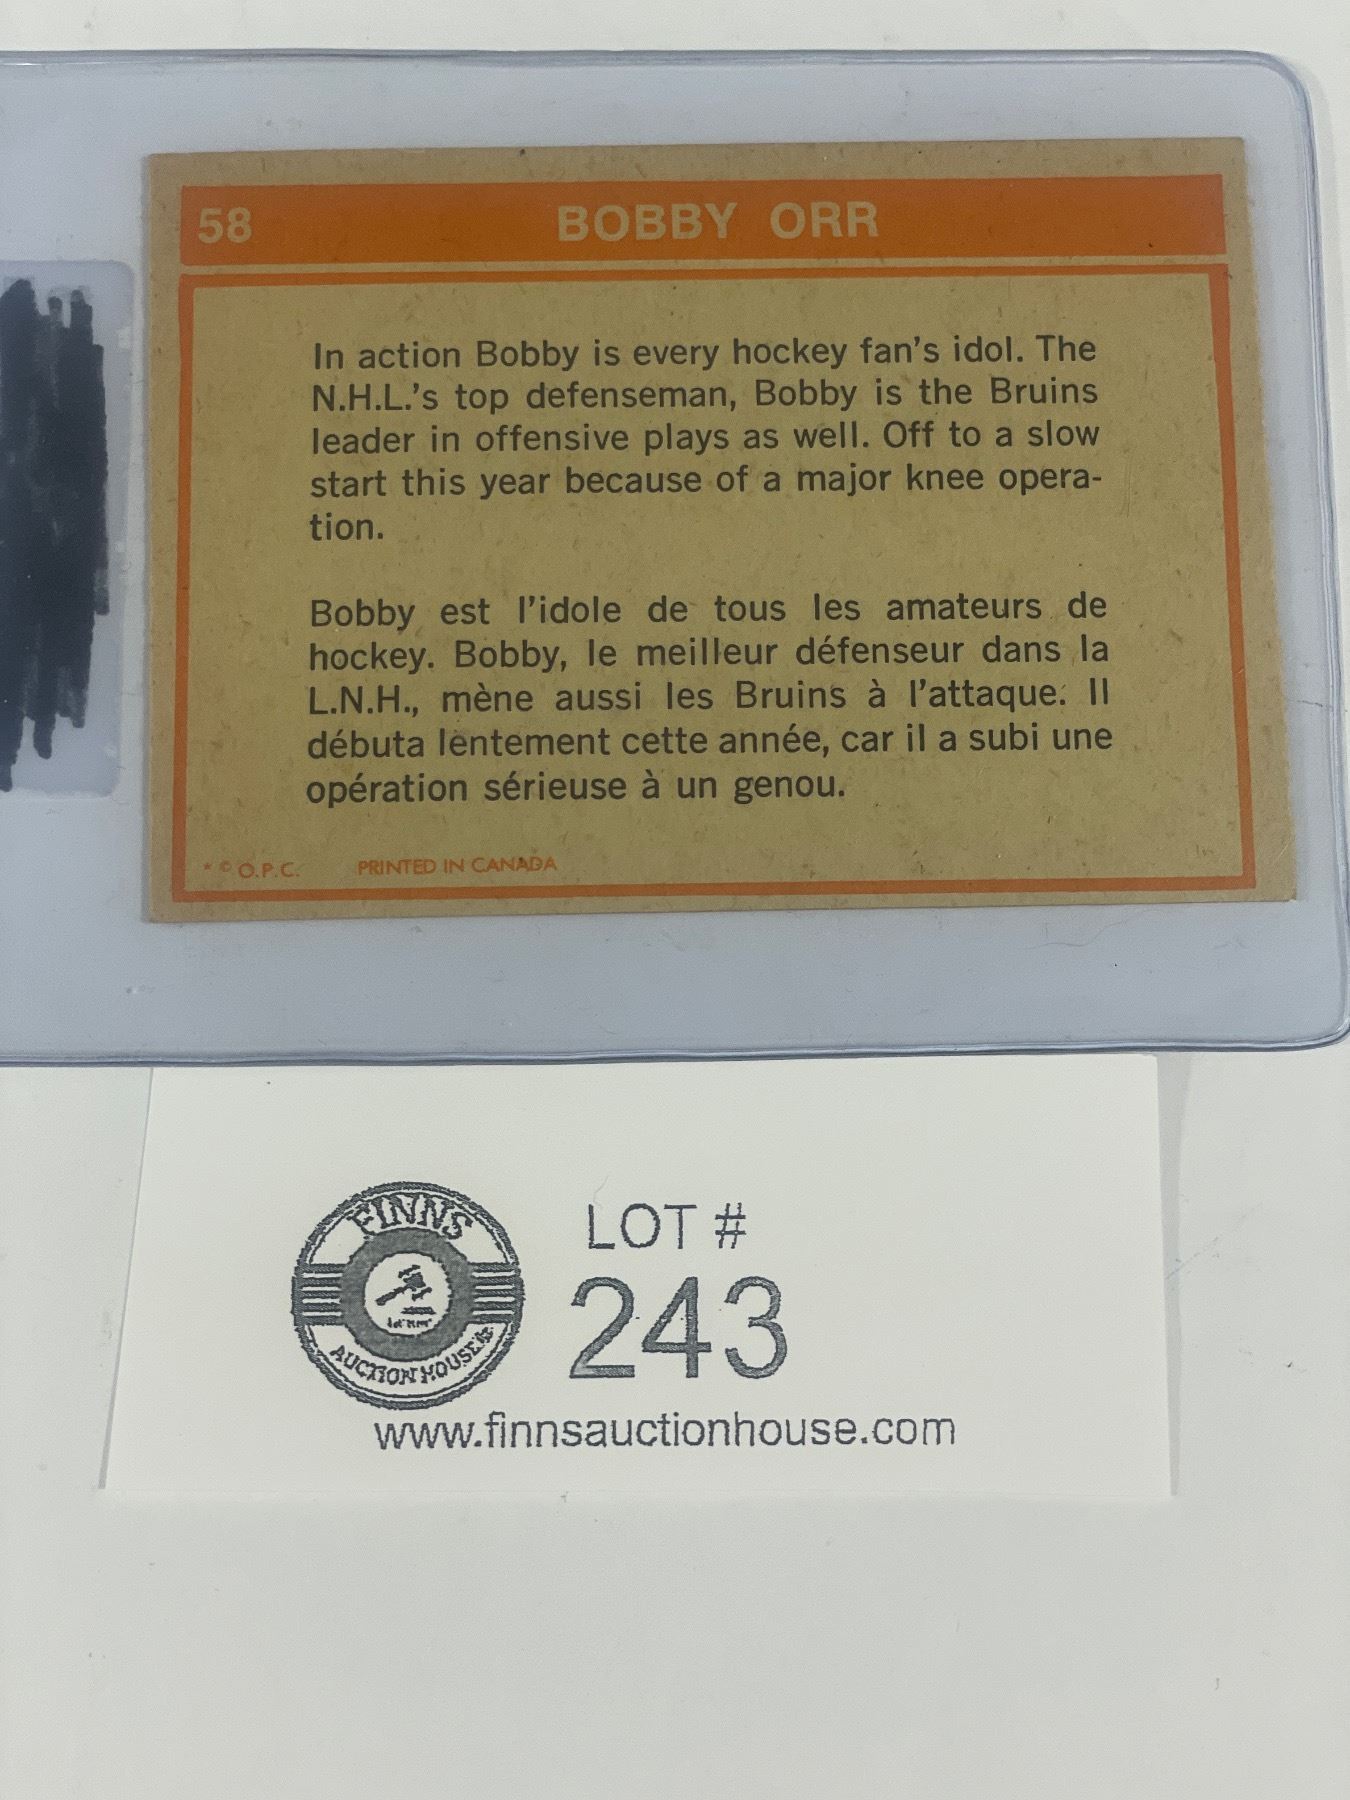 58 BOBBY ORR
In action Bobby is every hockey fan's idol. The
N.H.L.'s top defenseman, Bobby is the Bruins
leader in offensive plays as well. Off to a slow
start this year because of a major knee opera-
tion.
Bobby est l'idole de tous les amateurs de
hockey. Bobby, le meilleur défenseur dans la
L.N.H., mène aussi les Bruins à l'attaque. Il
débuta lentement cette année, car il a subi une
opération sérieuse à un genou.
* © O.P.C. PRINTED IN CANADA
FINNS
AUCTION HOUSE
LOT #
243
www.finnsauctionhouse.com